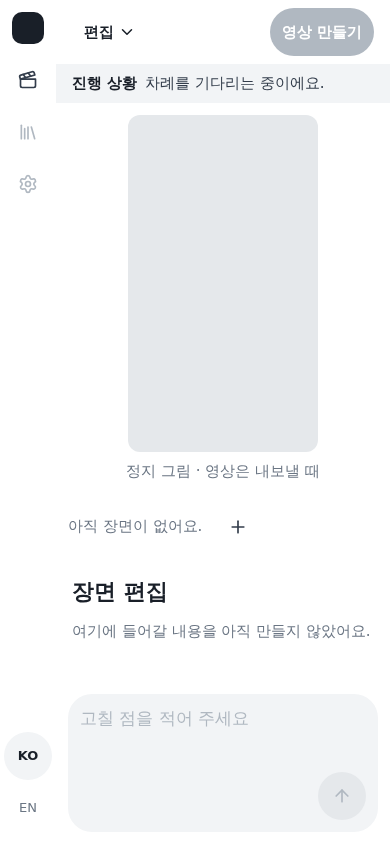 편집
영상 만들기
진행 상황 차례를 기다리는 중이에요.
정지 그림 · 영상은 내보낼 때
아직 장면이 없어요.
장면 편집
여기에 들어갈 내용을 아직 만들지 않았어요.
고칠 점을 적어 주세요
KO
EN